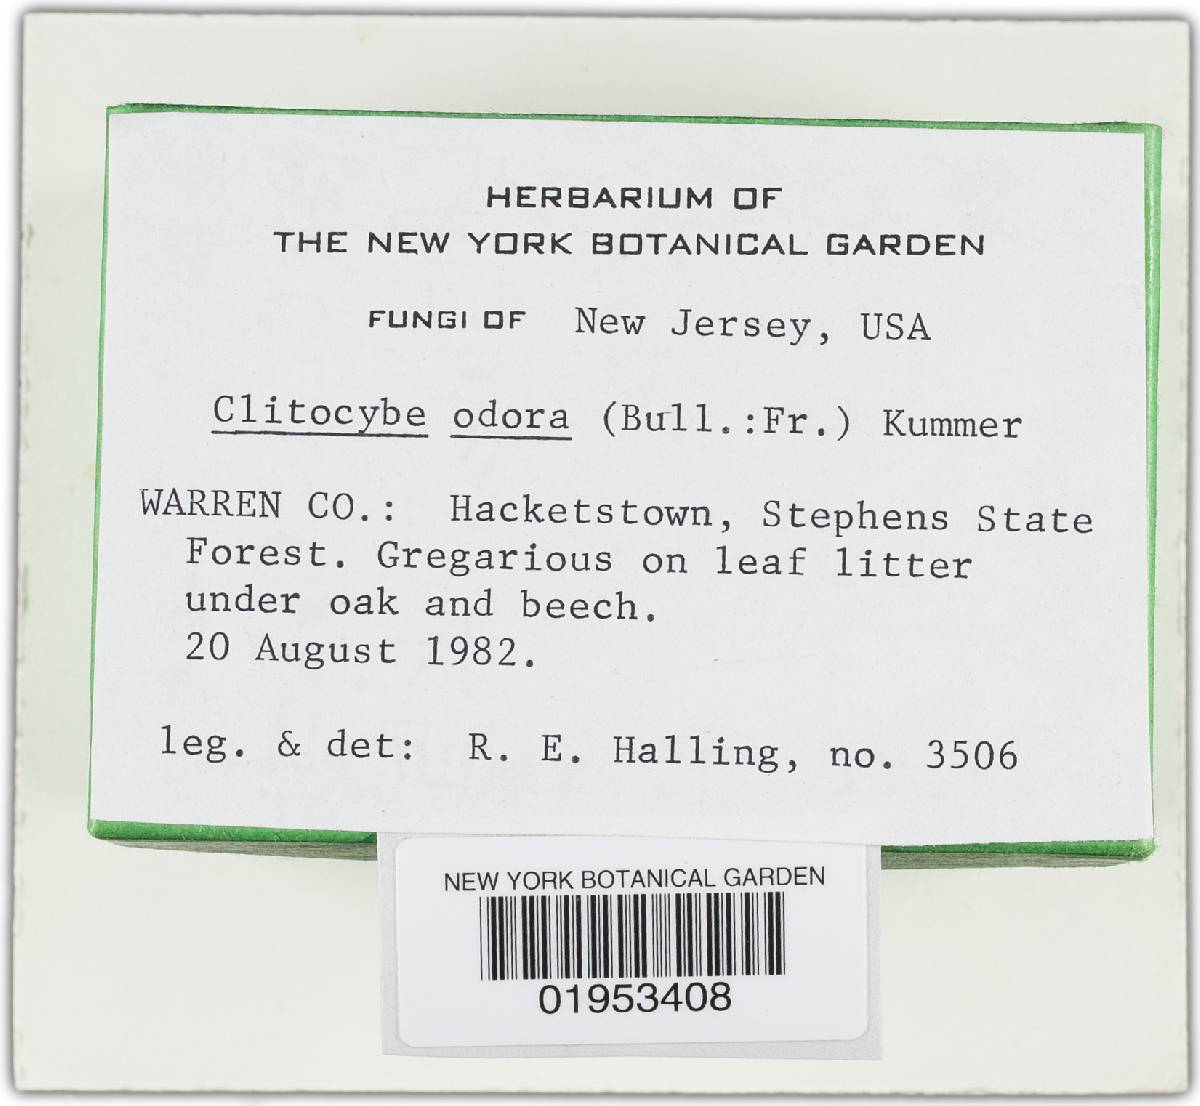 HERBARIUM OF
THE NEW YORK BOTANICAL GARDEN
FUNGI OF New Jersey, USA
Clitocybe odora (Bull.:Fr.) Kummer
WARREN CO.: Hacketstown, Stephens State
Forest. Gregarious on leaf litter
under oak and beech.
20 August 1982.
leg. & det: R. E. Halling, no. 3506
NEW YORK BOTANICAL GARDEN
01953408